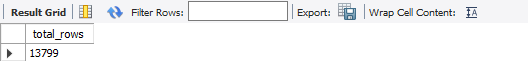 Result Grid Filter Rows: Export: Wrap Cell Content:
total_rows
13799